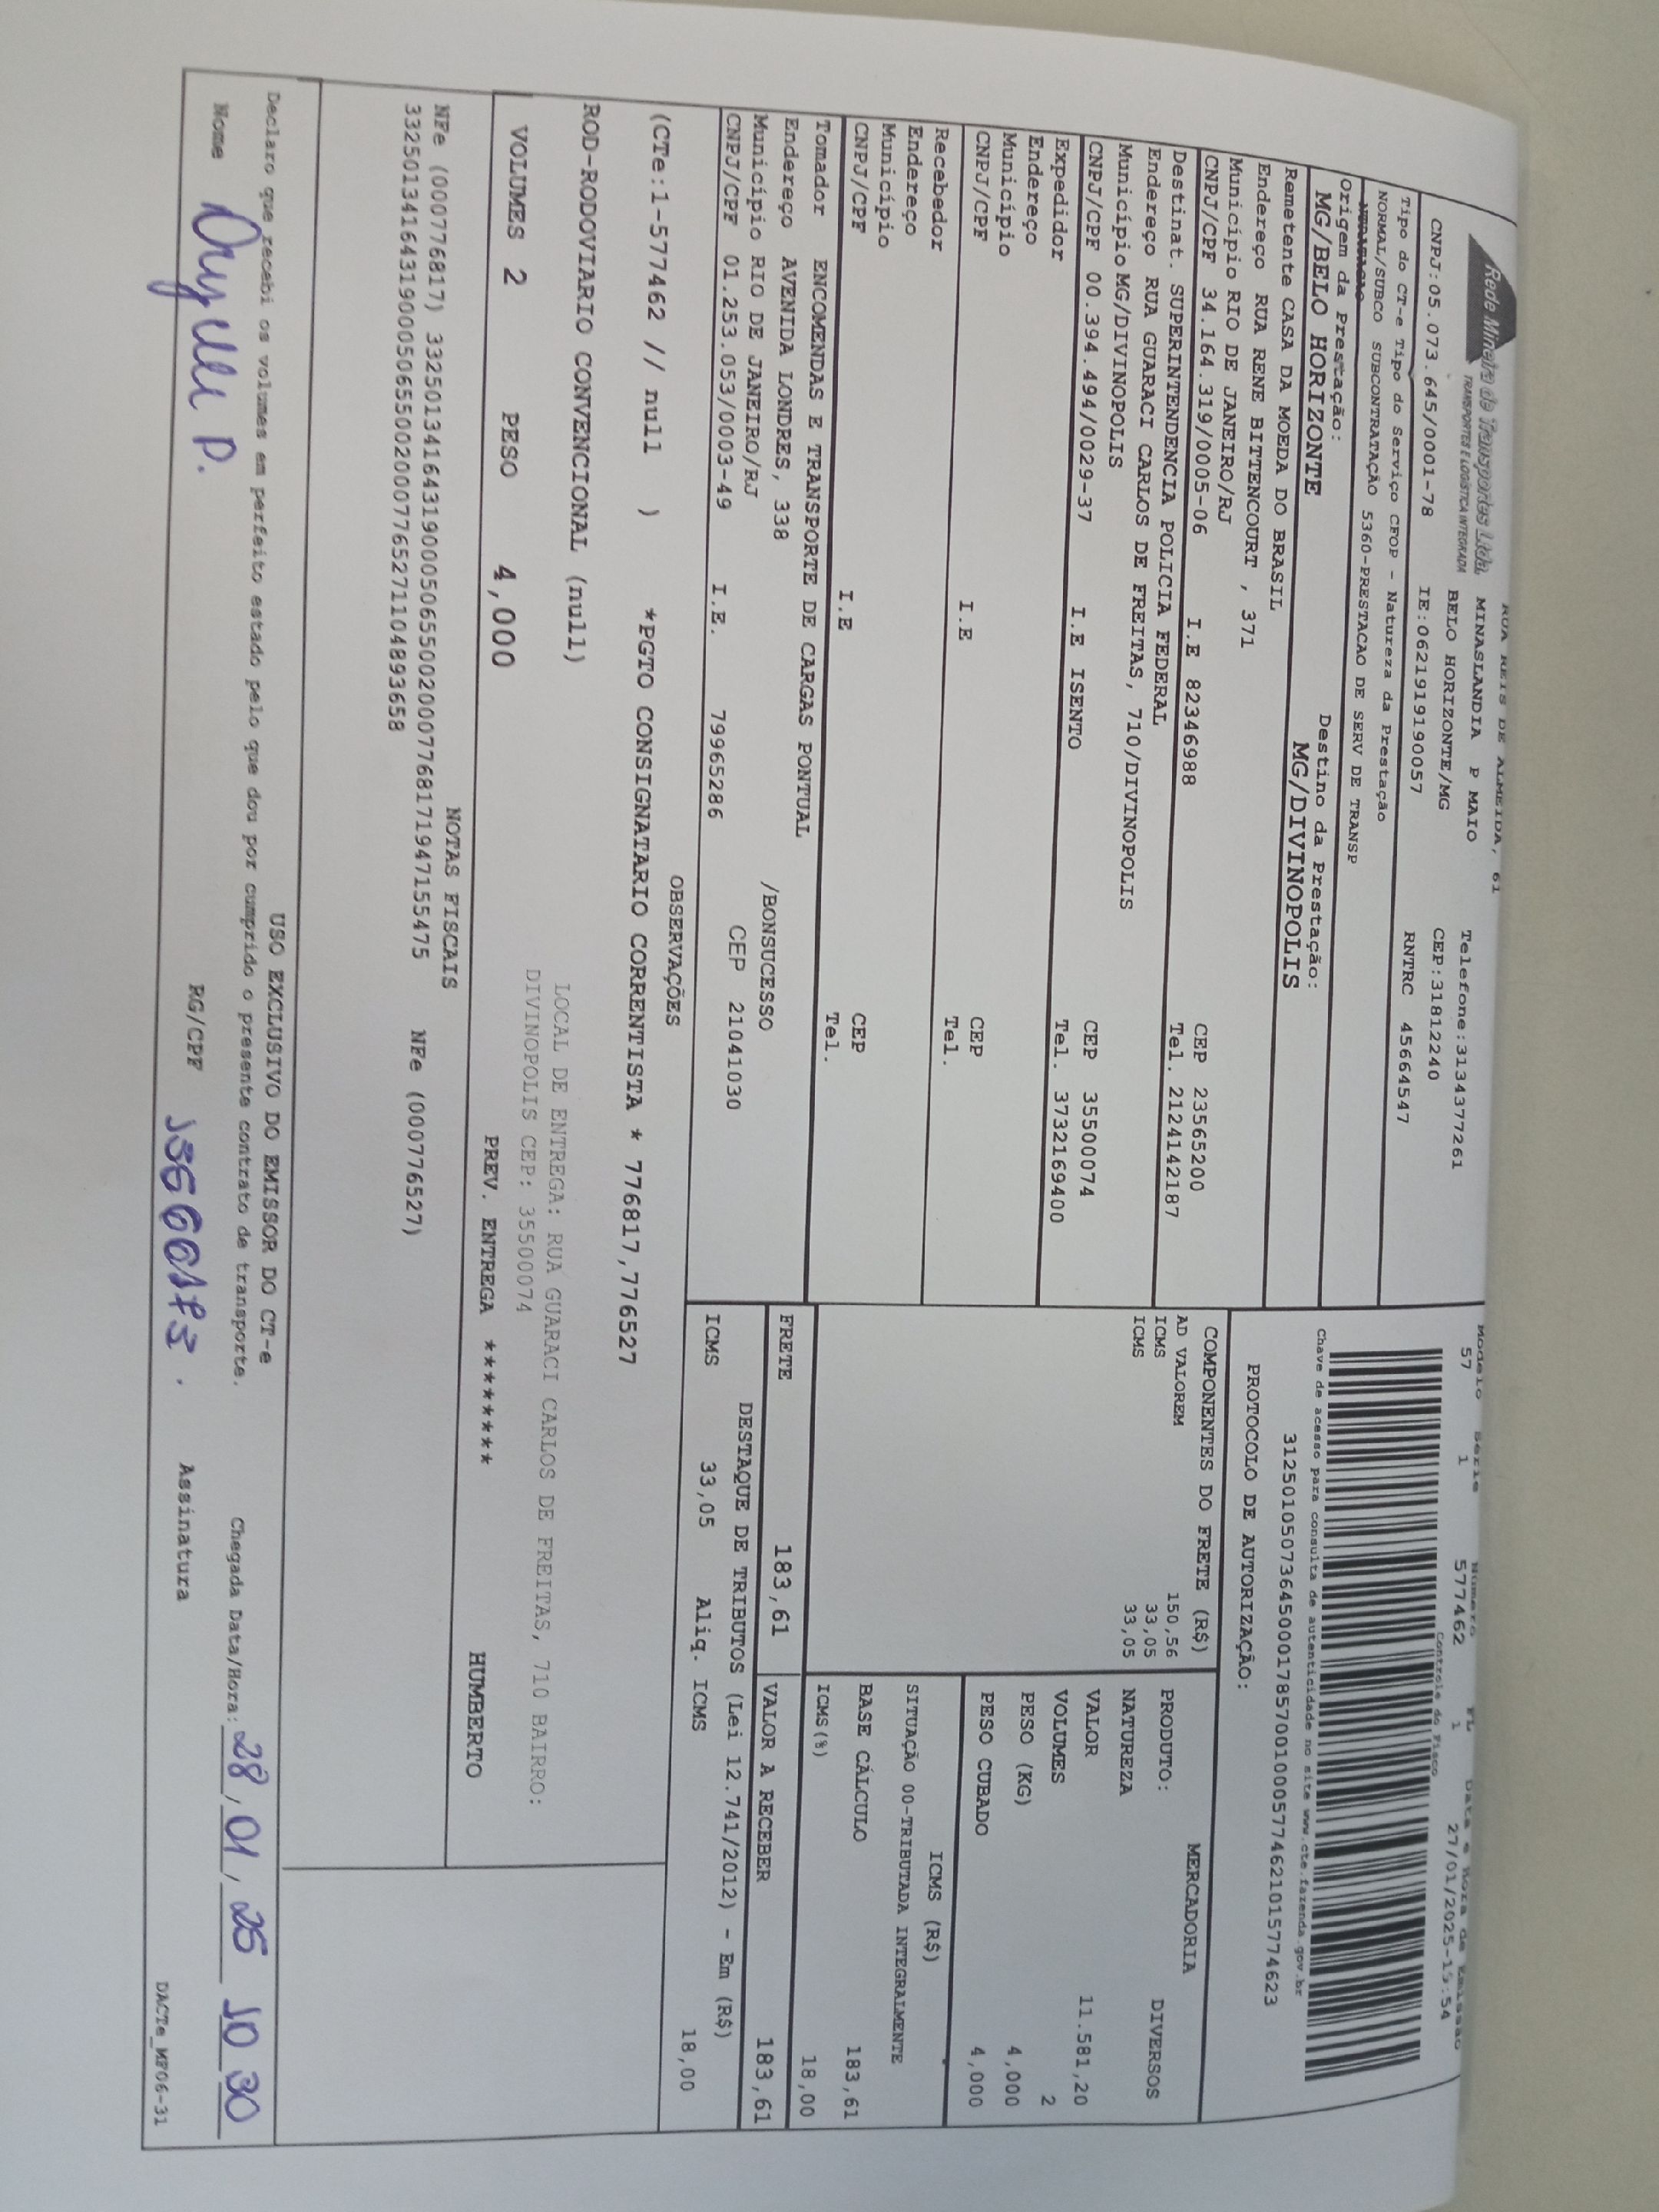 Rede Mineira de Transportes Ltda.
TRANSPORTES E LOGÍSTICA INTEGRADA
RUA REIS DE ALMEIDA, 61
MINASLANDIA P MAIO
BELO HORIZONTE/MG
Telefone:3134377261
CEP:31812240
CNPJ:05.073.645/0001-78 IE:0621919190057 RNTRC 45664547
Modelo Série Número FL Data e Hora de Emissão
57 1 577462 1 27/01/2025-15:54
Controle do Fisco
Tipo do CT-e Tipo do Serviço CFOP - Natureza da Prestação
NORMAL/SUBCO SUBCONTRATAÇÃO 5360-PRESTACAO DE SERV DE TRANSP
Origem da Prestação: Destino da Prestação:
MG/BELO HORIZONTE MG/DIVINOPOLIS
Chave de acesso para consulta de autenticidade no site www.cte.fazenda.gov.br
31250105073645000178570010005774621015774623
PROTOCOLO DE AUTORIZAÇÃO:
Remetente CASA DA MOEDA DO BRASIL
Endereço RUA RENE BITTENCOURT , 371
Município RIO DE JANEIRO/RJ CEP 23565200
CNPJ/CPF 34.164.319/0005-06 I.E 82346988 Tel. 2124142187
Destinat. SUPERINTENDENCIA POLICIA FEDERAL
Endereço RUA GUARACI CARLOS DE FREITAS, 710/DIVINOPOLIS
Município MG/DIVINOPOLIS CEP 35500074
CNPJ/CPF 00.394.494/0029-37 I.E ISENTO Tel. 3732169400
Expedidor
Endereço
Município CEP
CNPJ/CPF I.E Tel.
Recebedor
Endereço
Município CEP
CNPJ/CPF I.E Tel.
Tomador ENCOMENDAS E TRANSPORTE DE CARGAS PONTUAL
Endereço AVENIDA LONDRES, 338 /BONSUCESSO
Município RIO DE JANEIRO/RJ CEP 21041030
CNPJ/CPF 01.253.053/0003-49 I.E. 79965286
COMPONENTES DO FRETE (R$)
AD VALOREM 150,56
ICMS 33,05
ICMS 33,05
MERCADORIA
PRODUTO: DIVERSOS
NATUREZA
VALOR 11.581,20
VOLUMES 2
PESO (KG) 4,000
PESO CUBADO 4,000
ICMS (R$)
SITUAÇÃO 00-TRIBUTADA INTEGRALMENTE
BASE CÁLCULO 183,61
ICMS(%) 18,00
FRETE 183,61 VALOR A RECEBER 183,61
DESTAQUE DE TRIBUTOS (Lei 12.741/2012) - Em (R$)
ICMS 33,05 Aliq. ICMS 18,00
OBSERVAÇÕES
(CTe:1-577462 // null ) *PGTO CONSIGNATARIO CORRENTISTA * 776817,776527
ROD-RODOVIARIO CONVENCIONAL (null)
LOCAL DE ENTREGA: RUA GUARACI CARLOS DE FREITAS, 710 BAIRRO:
DIVINOPOLIS CEP: 35500074
VOLUMES 2 PESO 4,000 PREV. ENTREGA ******* HUMBERTO
NOTAS FISCAIS
NFe (000776817) 33250134164319000506550020007768171947155475 NFe (000776527)
33250134164319000506550020007765271104893658
USO EXCLUSIVO DO EMISSOR DO CT-e
Declaro que recebi os volumes em perfeito estado pelo que dou por cumprido o presente contrato de transporte.
Chegada Data/Hora: 28/01/25 10 30
Nome RG/CPF Assinatura
DACTe_MF06-31